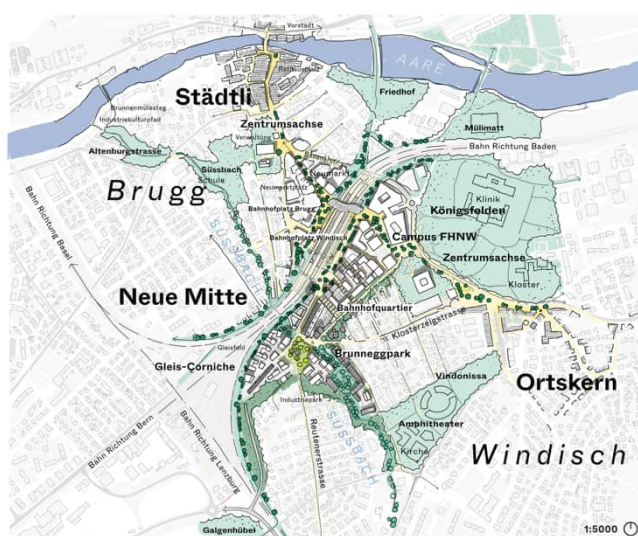 Vorstadt
AARE
Rathausplatz
Städtli
Friedhof
Brunnenmühlesteg
Industriekulturpfad
Zentrumsachse
Mülimatt
Verwaltung
Bahn Richtung Baden
Altenburgstrasse
Süssbach
Schule
Neumarkt
Brugg
Neumarktplatz
Klinik
Königsfelden
Bahnhofplatz Brugg
Bahn Richtung Basel
SÜSSBACH
Bahnhofplatz Windisch
Campus FHNW
Zentrumsachse
Kloster
Neue Mitte
Bahnhofquartier
Klosterzelgstrasse
Gleisfeld
Brunneggpark
Gleis-Corniche
Vindonissa
Ortskern
Industriepark
SÜSSBACH
Reutenerstrasse
Amphitheater
Kirche
Windisch
Bahn Richtung Bern
Bahn Richtung Lenzburg
Galgenhübel
1:5000